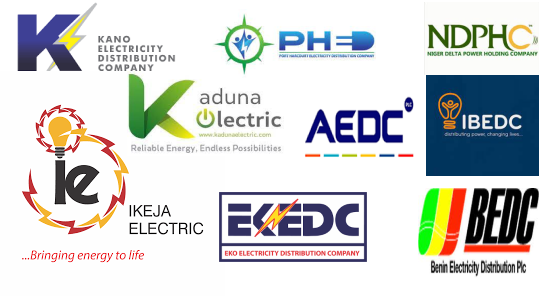 K
KANO
ELECTRICITY
DISTRIBUTION
COMPANY
PHED
PORT HARCOURT ELECTRICITY DISTRIBUTION COMPANY
NDPHC
NIGER DELTA POWER HOLDING COMPANY
Kaduna
electric
www.kadunaelectric.com
Reliable Energy, Endless Possibilities
AEDC PLC
IBEDC
distributing power, changing lives...
ie
IKEJA
ELECTRIC
...Bringing energy to life
EKEDC
EKO ELECTRICITY DISTRIBUTION COMPANY
BEDC
Benin Electricity Distribution Plc